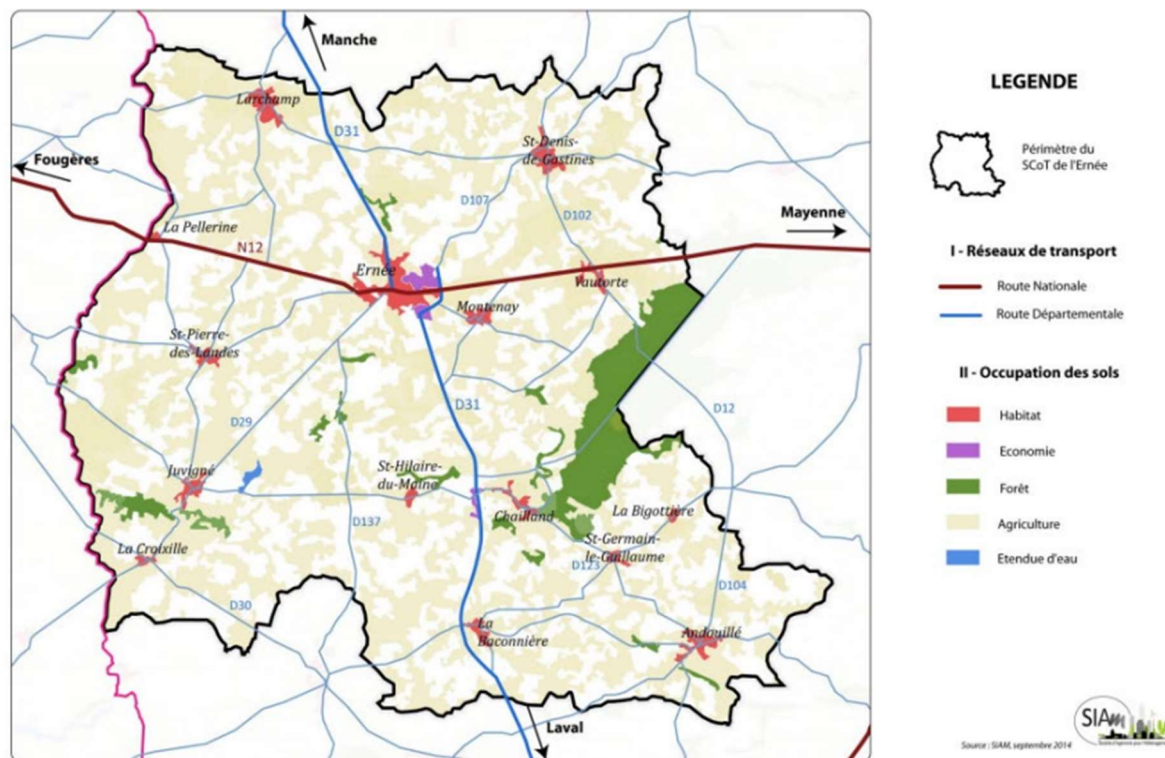 Manche
Larchamp
D31
St-Denis-
de-Gastines
Fougères
D107
D102
Mayenne
La Pellerine
N12
Ernée
Vautorte
Montenay
St-Pierre-
des-Landes
D31
D12
D29
Juvigné
St-Hilaire-
du-Maine
Chailland
La Bigottière
D137
St-Germain-
le-Guillaume
La Croixille
D123
D104
D30
La
Baconnière
Andouillé
Laval
LEGENDE
Périmètre du
SCoT de l'Ernée
I - Réseaux de transport
Route Nationale
Route Départementale
II - Occupation des sols
Habitat
Economie
Forêt
Agriculture
Etendue d'eau
SIAM
Source : SIAM, septembre 2014